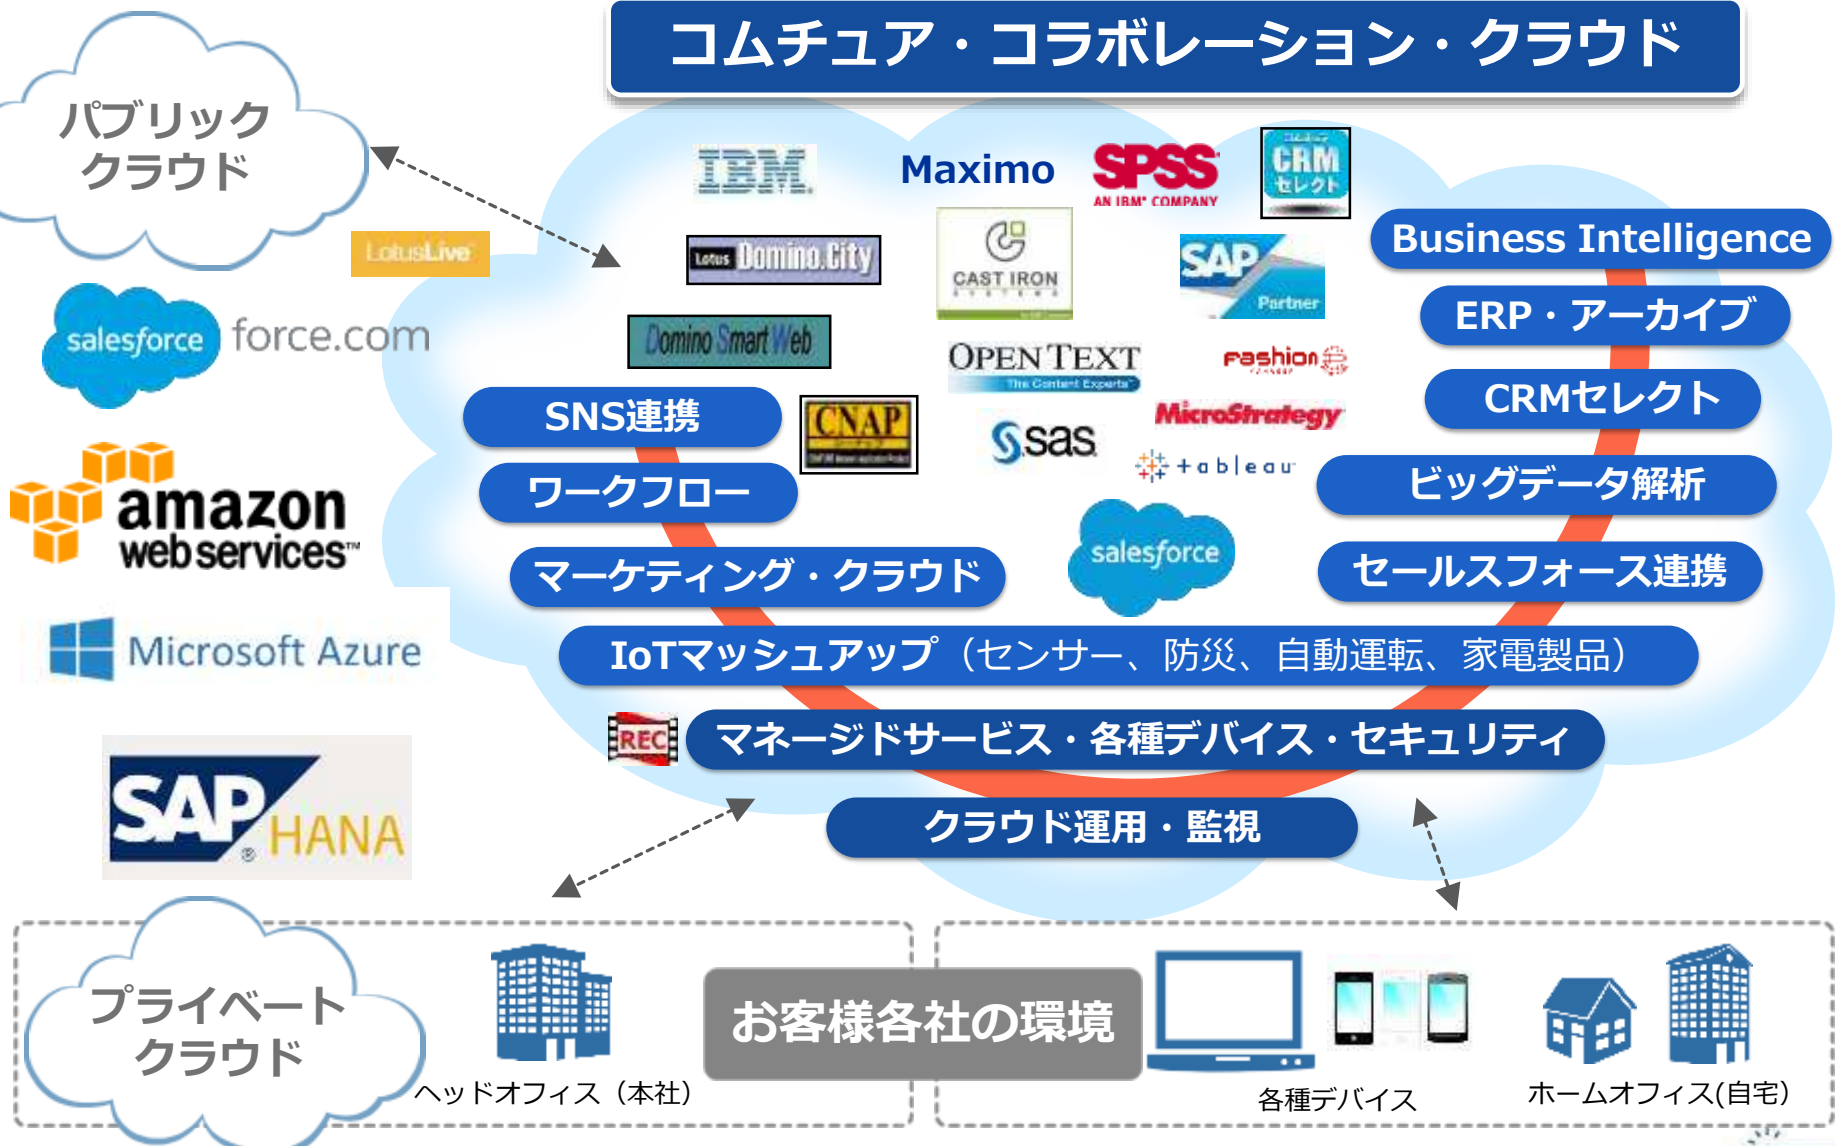 コムチュア・コラボレーション・クラウド
パブリック
クラウド
IBM
Maximo
SPSS
AN IBM® COMPANY
CRM
セレクト
LotusLive
Lotus Domino.City
CAST IRON
SYSTEMS
SAP
Partner
Business Intelligence
salesforce
force.com
Domino Smart Web
OPEN TEXT
The Content Experts
Fashion
ERP・アーカイブ
SNS連携
CNAP
sas
MicroStrategy
+ableau
CRMセレクト
amazon
web services™
ワークフロー
ビッグデータ解析
マーケティング・クラウド
salesforce
セールスフォース連携
Microsoft Azure
IoTマッシュアップ（センサー、防災、自動運転、家電製品）
REC
マネージドサービス・各種デバイス・セキュリティ
SAP®
HANA
クラウド運用・監視
プライベート
クラウド
ヘッドオフィス（本社）
お客様各社の環境
各種デバイス
ホームオフィス(自宅）